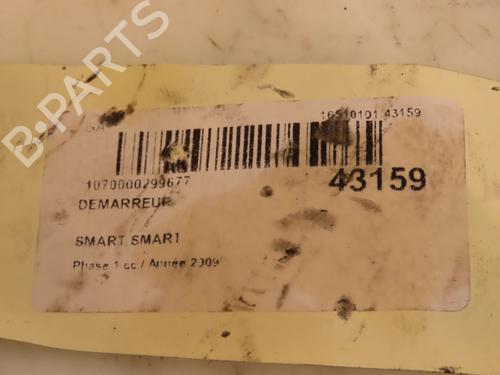 B-PARTS
16510101 43159
1070000299677
43159
DEMARREUR
SMART SMART
Phase 1 cc / Année 2009